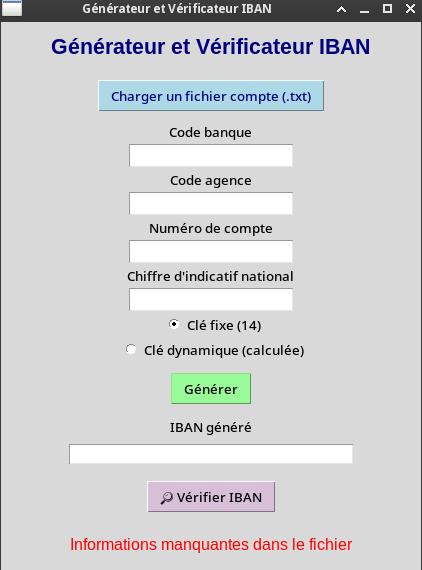 Générateur et Vérificateur IBAN
Générateur et Vérificateur IBAN
Charger un fichier compte (.txt)
Code banque
Code agence
Numéro de compte
Chiffre d'indicatif national
Clé fixe (14)
Clé dynamique (calculée)
Générer
IBAN généré
Vérifier IBAN
Informations manquantes dans le fichier